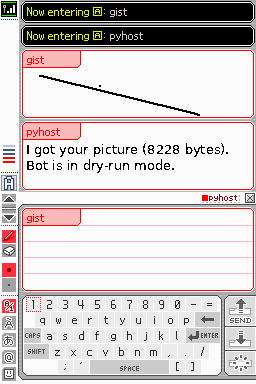 Now entering A: gist
Now entering A: pyhost
gist
pyhost
I got your picture (8228 bytes).
Bot is in dry-run mode.
pyhost
gist
1 2 3 4 5 6 7 8 9 0 - =
q w e r t y u i o p
CAPS a s d f g h j k l ENTER
SHIFT z x c v b n m , . /
; ' SPACE [ ]
SEND